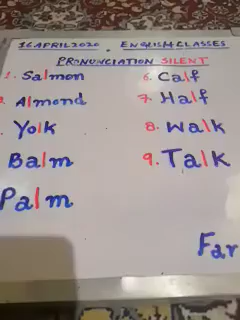 16 APRIL 2020 . ENGLISH CLASSES
PRONUNCIATION SILENT
1. Salmon
Almond
Yolk
Balm
Palm
6. Calf
7. Half
8. Walk
9. Talk
Far